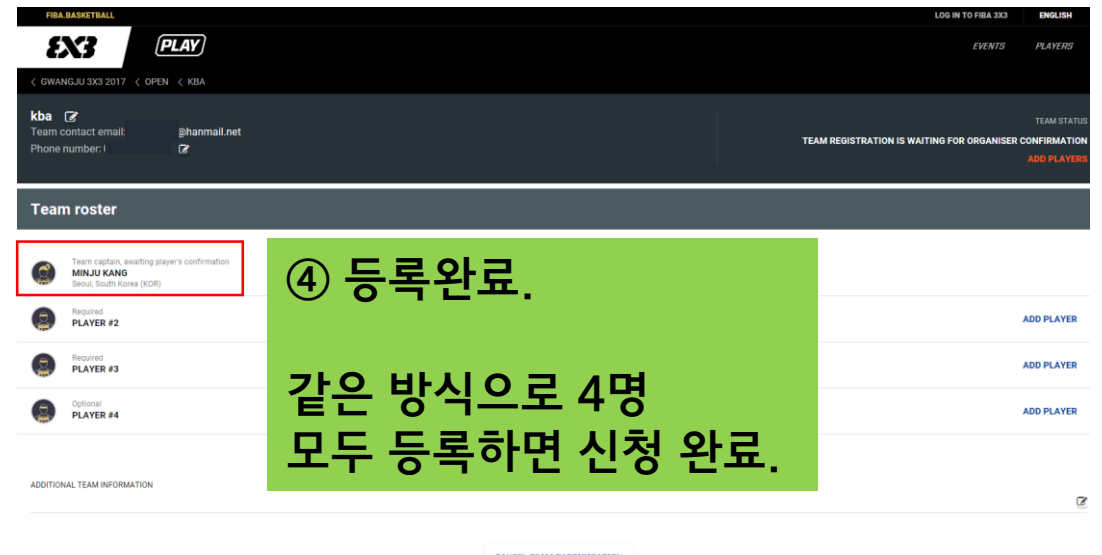 FIBA.BASKETBALL
LOG IN TO FIBA 3X3
ENGLISH
3X3
PLAY
EVENTS
PLAYERS
< GWANGJU 3X3 2017 < OPEN < KBA
kba
Team contact email: @hanmail.net
Phone number:
TEAM STATUS
TEAM REGISTRATION IS WAITING FOR ORGANISER CONFIRMATION
ADD PLAYERS
Team roster
Team captain, awaiting player's confirmation
MINJU KANG
Seoul, South Korea (KOR)
④ 등록완료.
Required
PLAYER #2
ADD PLAYER
Required
PLAYER #3
ADD PLAYER
같은 방식으로 4명
Optional
PLAYER #4
ADD PLAYER
모두 등록하면 신청 완료.
ADDITIONAL TEAM INFORMATION